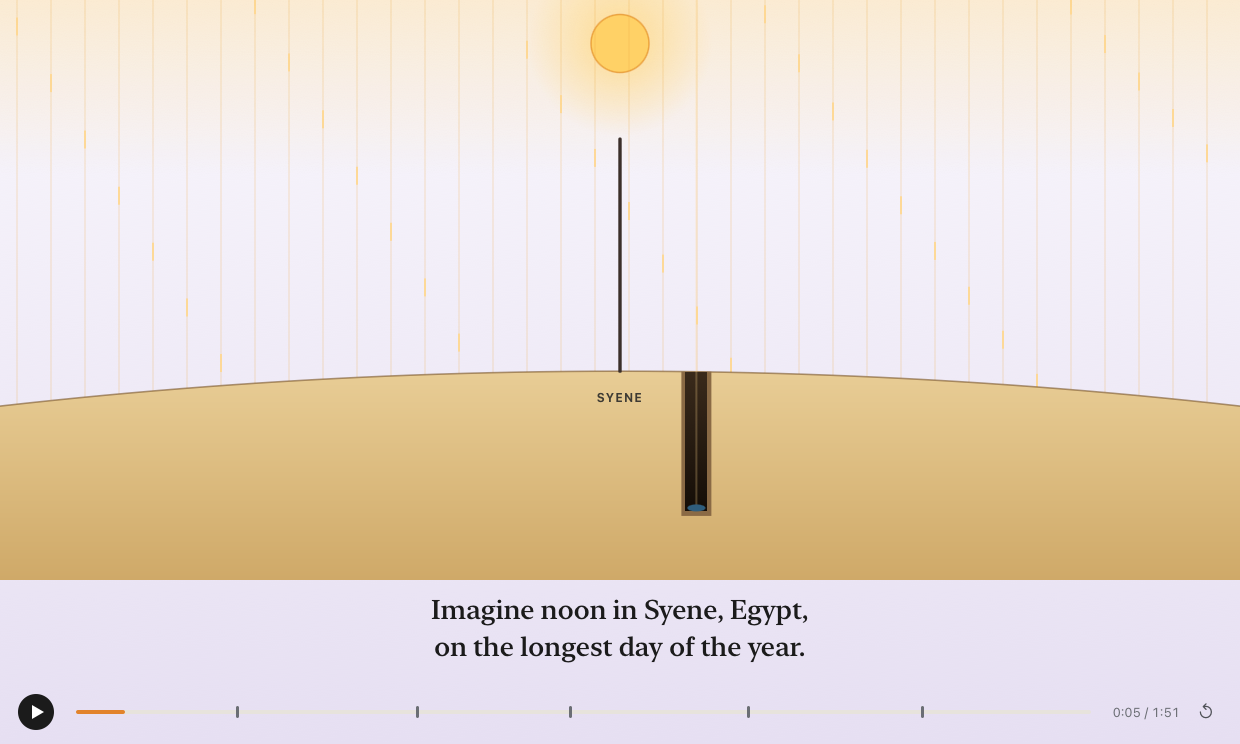 SYENE
Imagine noon in Syene, Egypt,
on the longest day of the year.
0:05 / 1:51